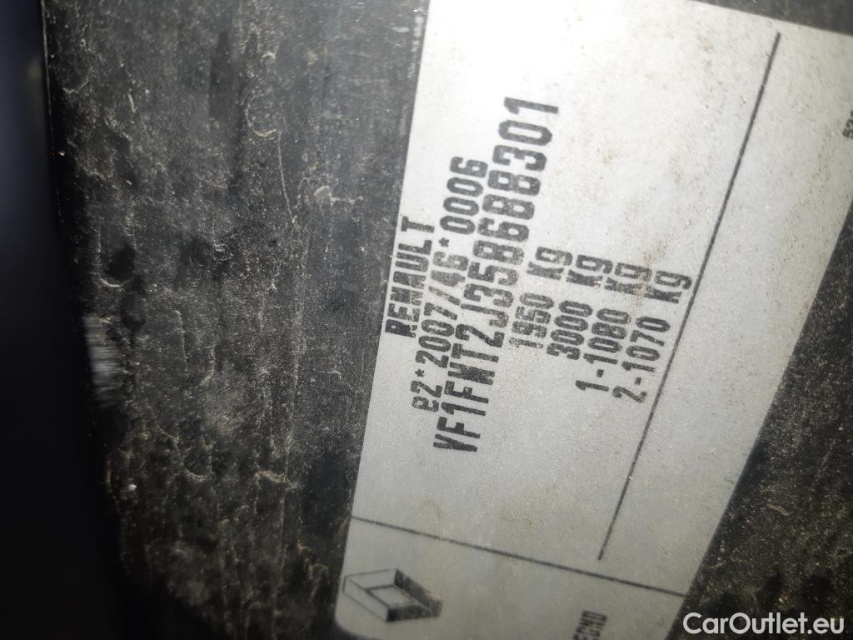 RENAULT
e2*2007/46*0006
VF1FWT2J358688301
1950 Kg
3000 Kg
1-1080 Kg
2-1070 Kg
CarOutlet.eu